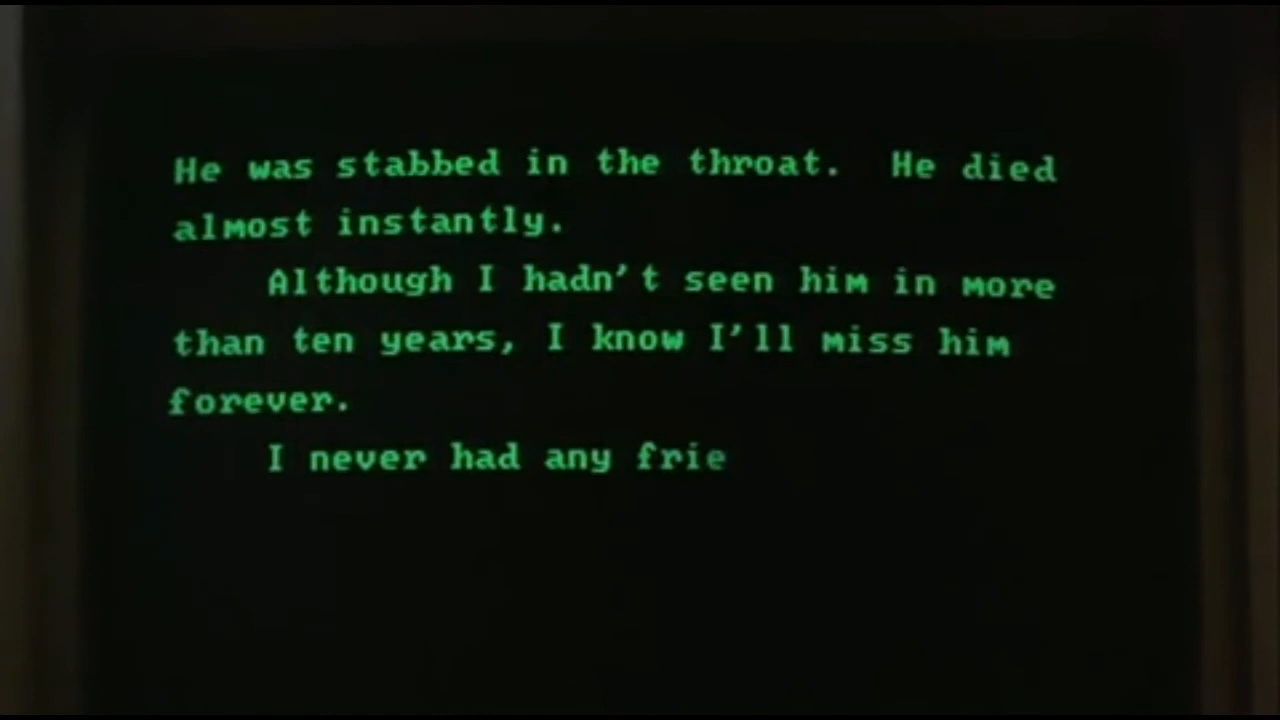 He was stabbed in the throat.  He died
almost instantly.
Although I hadn't seen him in more
than ten years, I know I'll miss him
forever.
I never had any frie